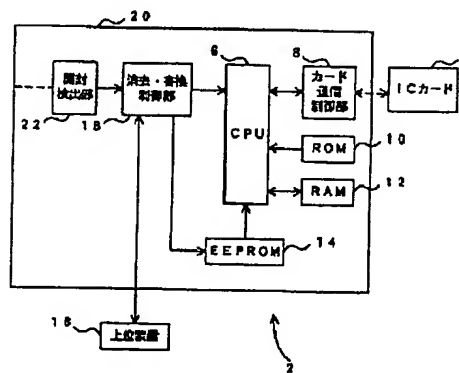 20
開封
検出部
22
消去・書換
制御部
18
6
CPU
8
カード
通信
制御部
ICカード
ROM
10
RAM
12
EEPROM
14
16
上位装置
2